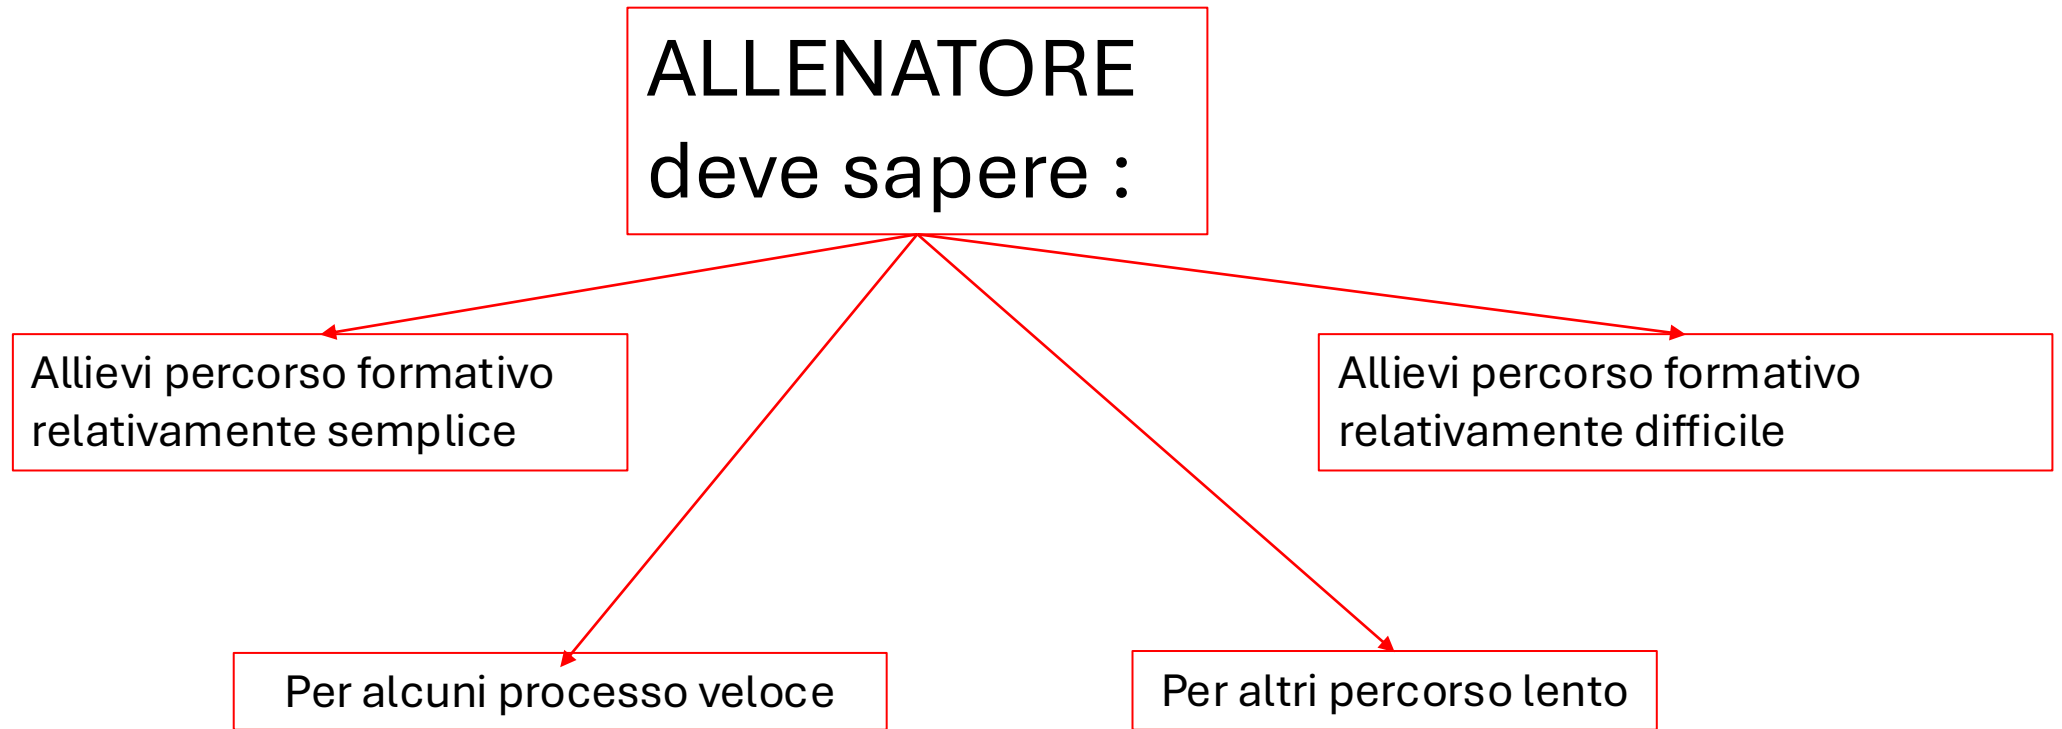 ALLENATORE
deve sapere :
Allievi percorso formativo
relativamente semplice
Allievi percorso formativo
relativamente difficile
Per alcuni processo veloce
Per altri percorso lento